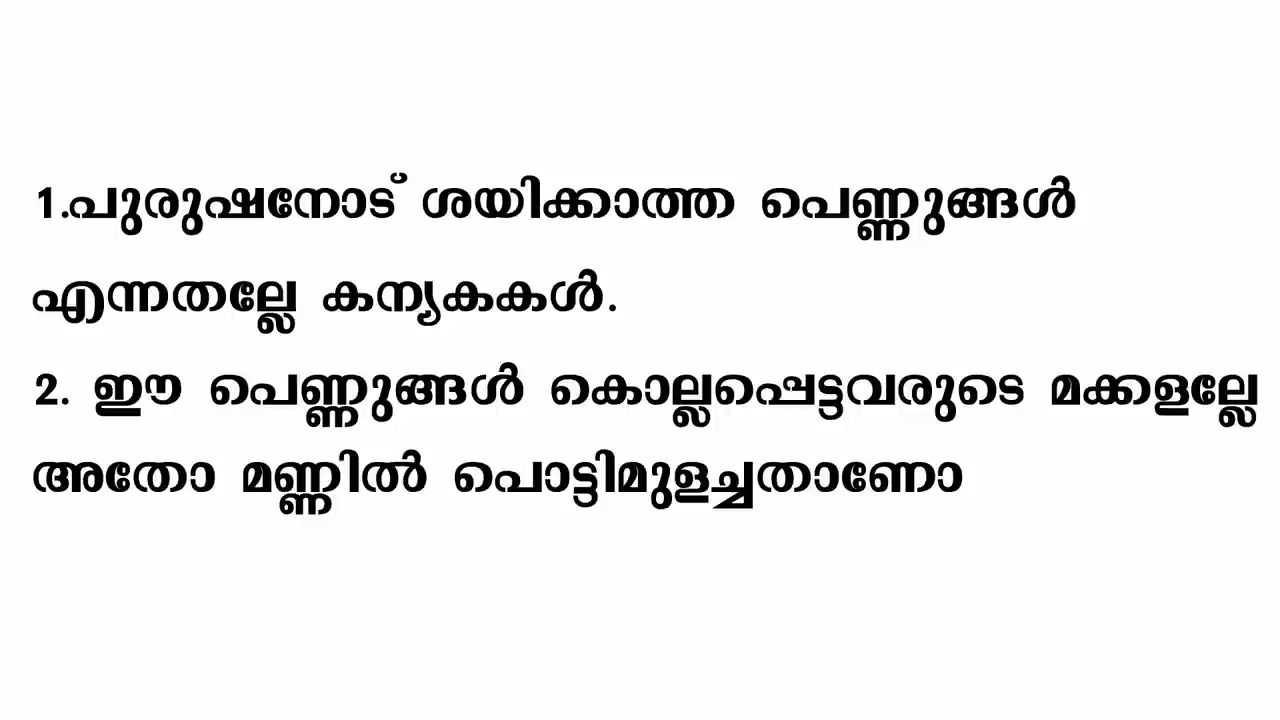 1.പുരുഷനോട് ശയിക്കാത്ത പെണ്ണുങ്ങൾ
എന്നതല്ലേ കന്യകകൾ.
2. ഈ പെണ്ണുങ്ങൾ കൊല്ലപ്പെട്ടവരുടെ മക്കളല്ലേ
അതോ മണ്ണിൽ പൊട്ടിമുളച്ചതാണോ